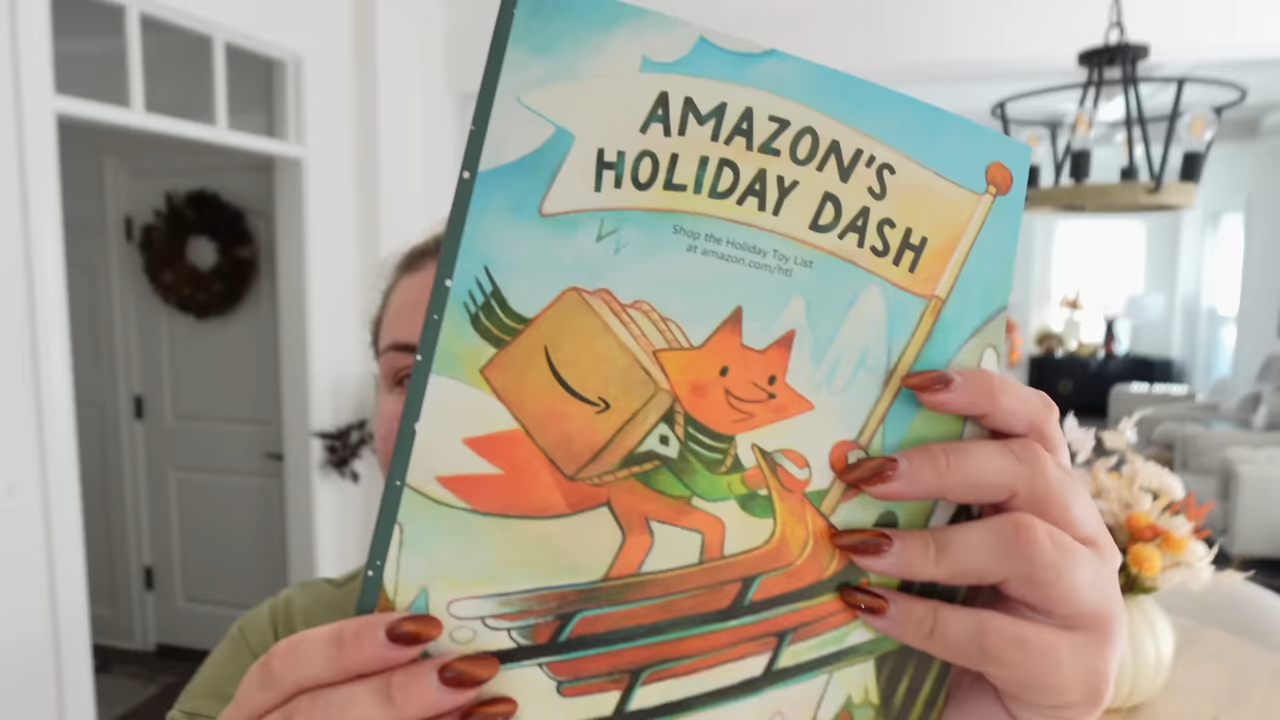 AMAZON'S
HOLIDAY DASH
Shop the Holiday Toy List
at amazon.com/htl